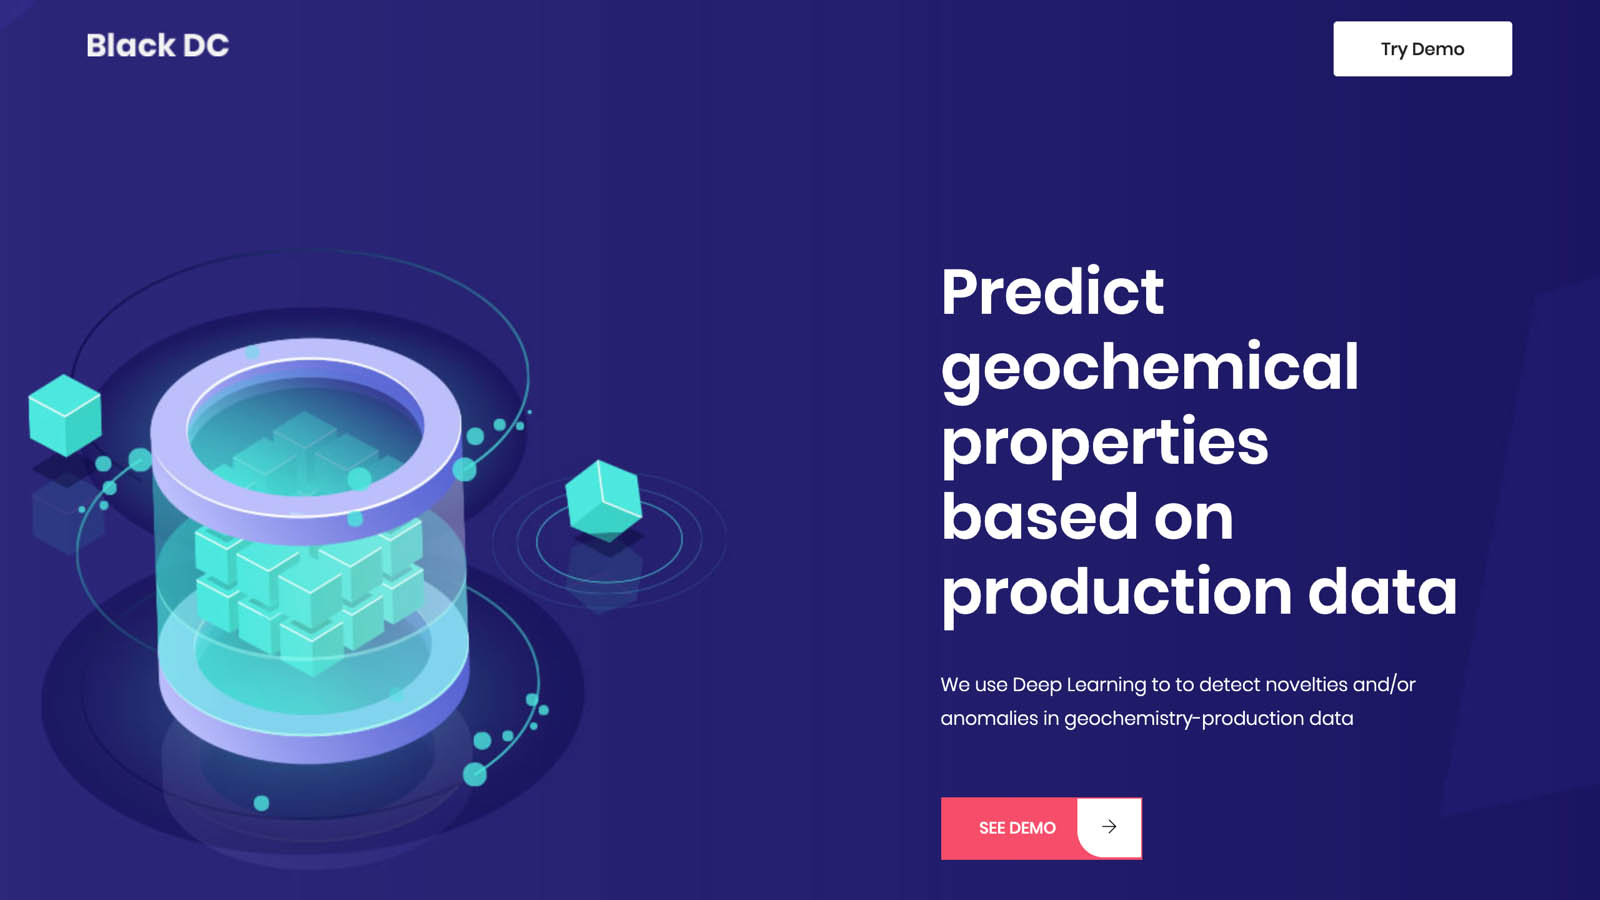 Black DC
Try Demo
Predict
geochemical
properties
based on
production data
We use Deep Learning to to detect novelties and/or
anomalies in geochemistry-production data
SEE DEMO